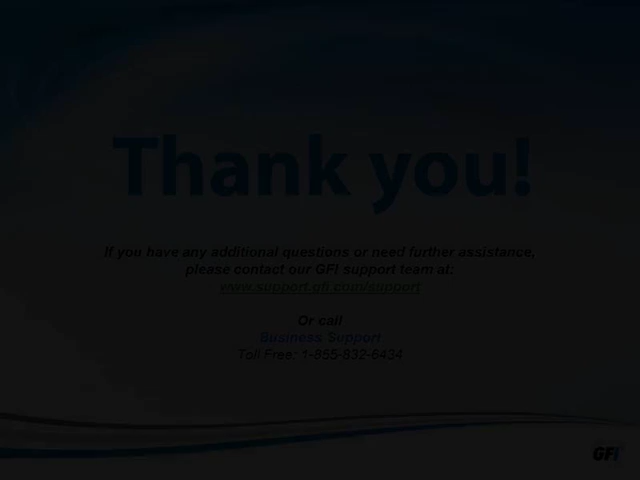 Thank you!
If you have any additional questions or need further assistance,
please contact our GFI support team at:
www.support.gfi.com/support
Or call
Business Support
Toll Free: 1-855-832-6434
GFI